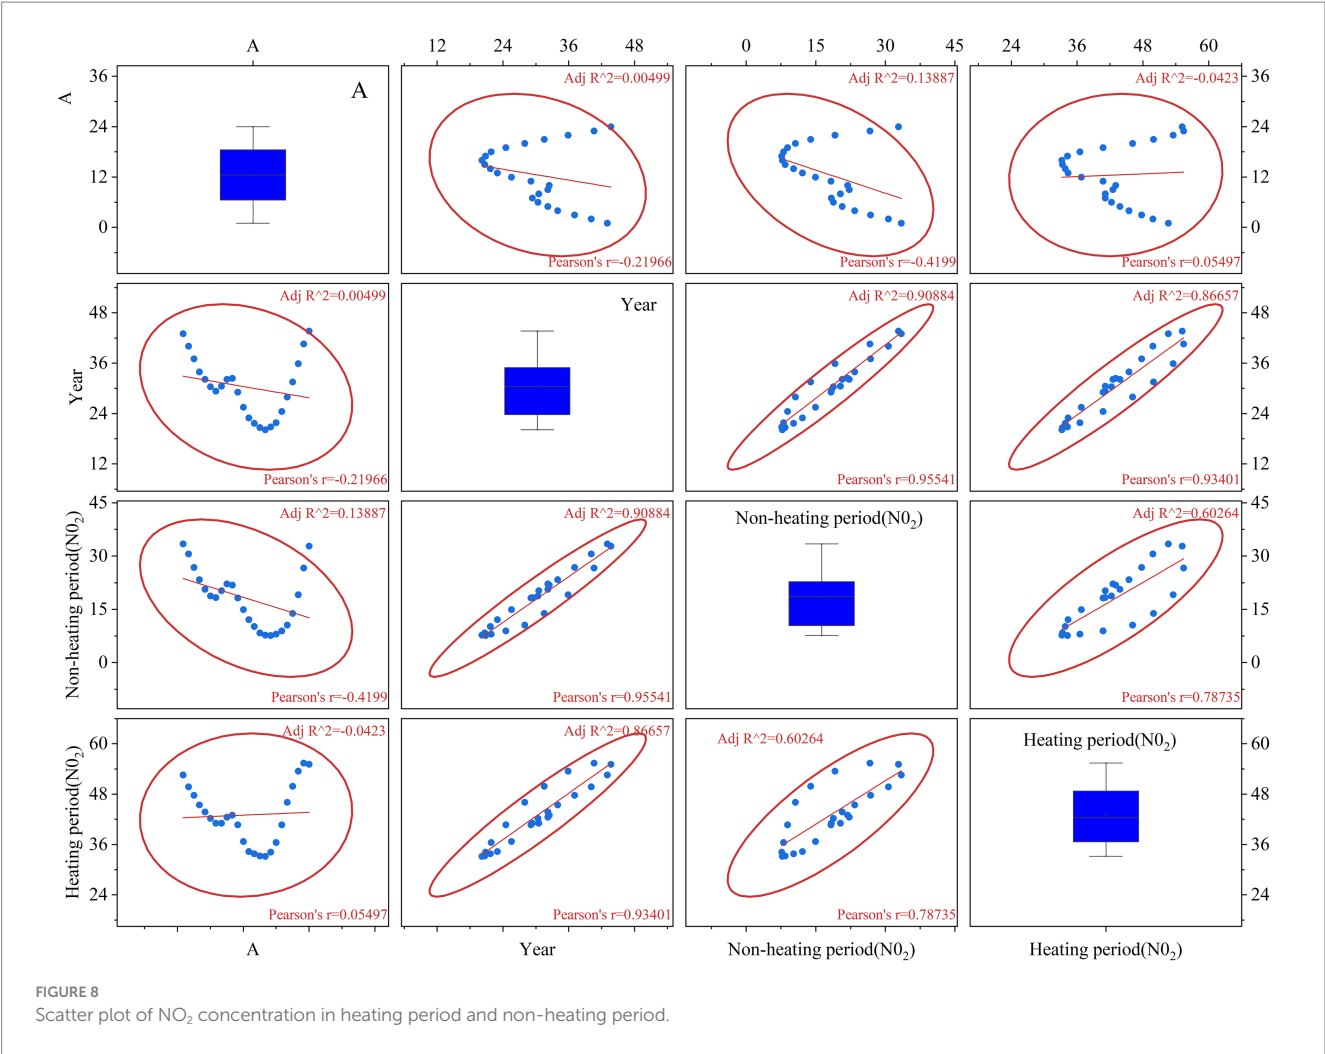 A
12 24 36 48
0 15 30 45
24 36 48 60
A
36
24
12
0
A
Adj R^2=0.00499
Pearson's r=-0.21966
Adj R^2=0.13887
Pearson's r=-0.4199
Adj R^2=-0.0423
Pearson's r=0.05497
36
24
12
0
Year
48
36
24
12
Adj R^2=0.00499
Pearson's r=-0.21966
Year
Adj R^2=0.90884
Pearson's r=0.95541
Adj R^2=0.86657
Pearson's r=0.93401
48
36
24
12
Non-heating period(N0₂)
45
30
15
0
Adj R^2=0.13887
Pearson's r=-0.4199
Adj R^2=0.90884
Pearson's r=0.95541
Non-heating period(N0₂)
Adj R^2=0.60264
Pearson's r=0.78735
45
30
15
0
Heating period(N0₂)
60
48
36
24
Adj R^2=-0.0423
Pearson's r=0.05497
Adj R^2=0.86657
Pearson's r=0.93401
Adj R^2=0.60264
Pearson's r=0.78735
Heating period(N0₂)
60
48
36
24
A
Year
Non-heating period(N0₂)
Heating period(N0₂)
FIGURE 8
Scatter plot of NO₂ concentration in heating period and non-heating period.